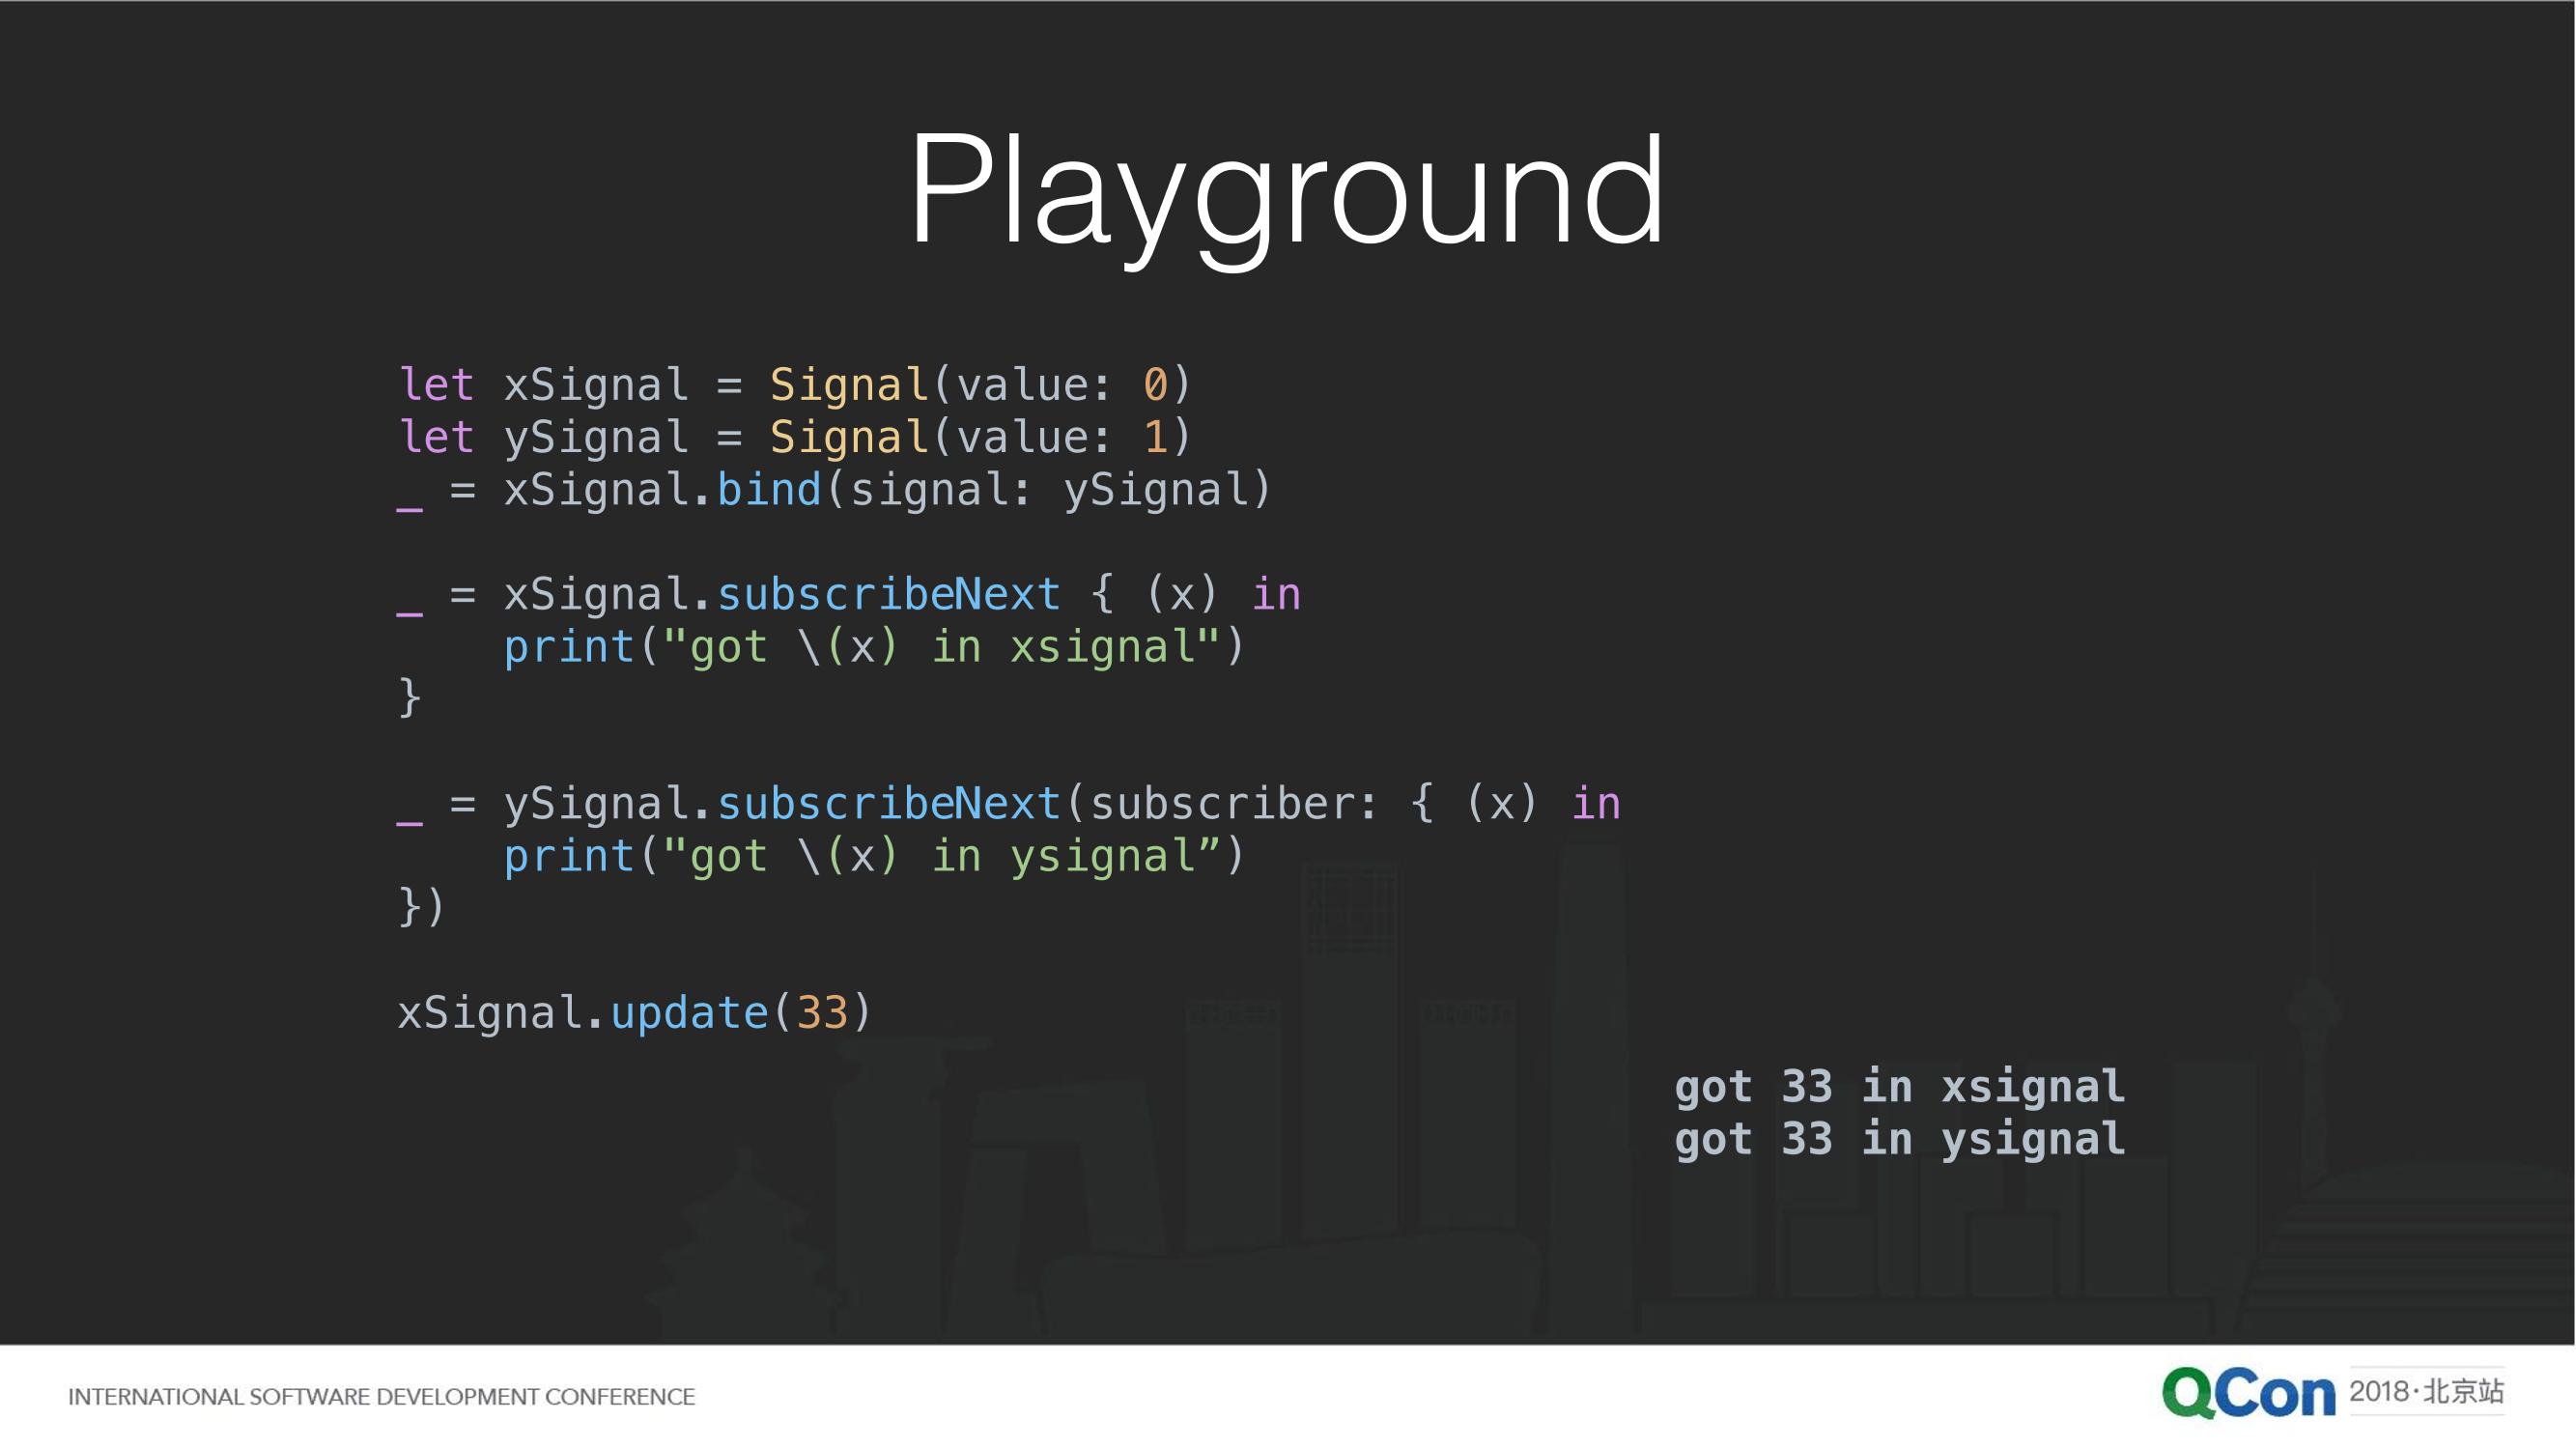 Playground
let xSignal = Signal(value: 0)
let ySignal = Signal(value: 1)
_ = xSignal.bind(signal: ySignal)
_ = xSignal.subscribeNext { (x) in
    print("got \(x) in xsignal")
}
_ = ySignal.subscribeNext(subscriber: { (x) in
    print("got \(x) in ysignal”)
})
xSignal.update(33)
got 33 in xsignal
got 33 in ysignal
INTERNATIONAL SOFTWARE DEVELOPMENT CONFERENCE
QCon 2018·北京站